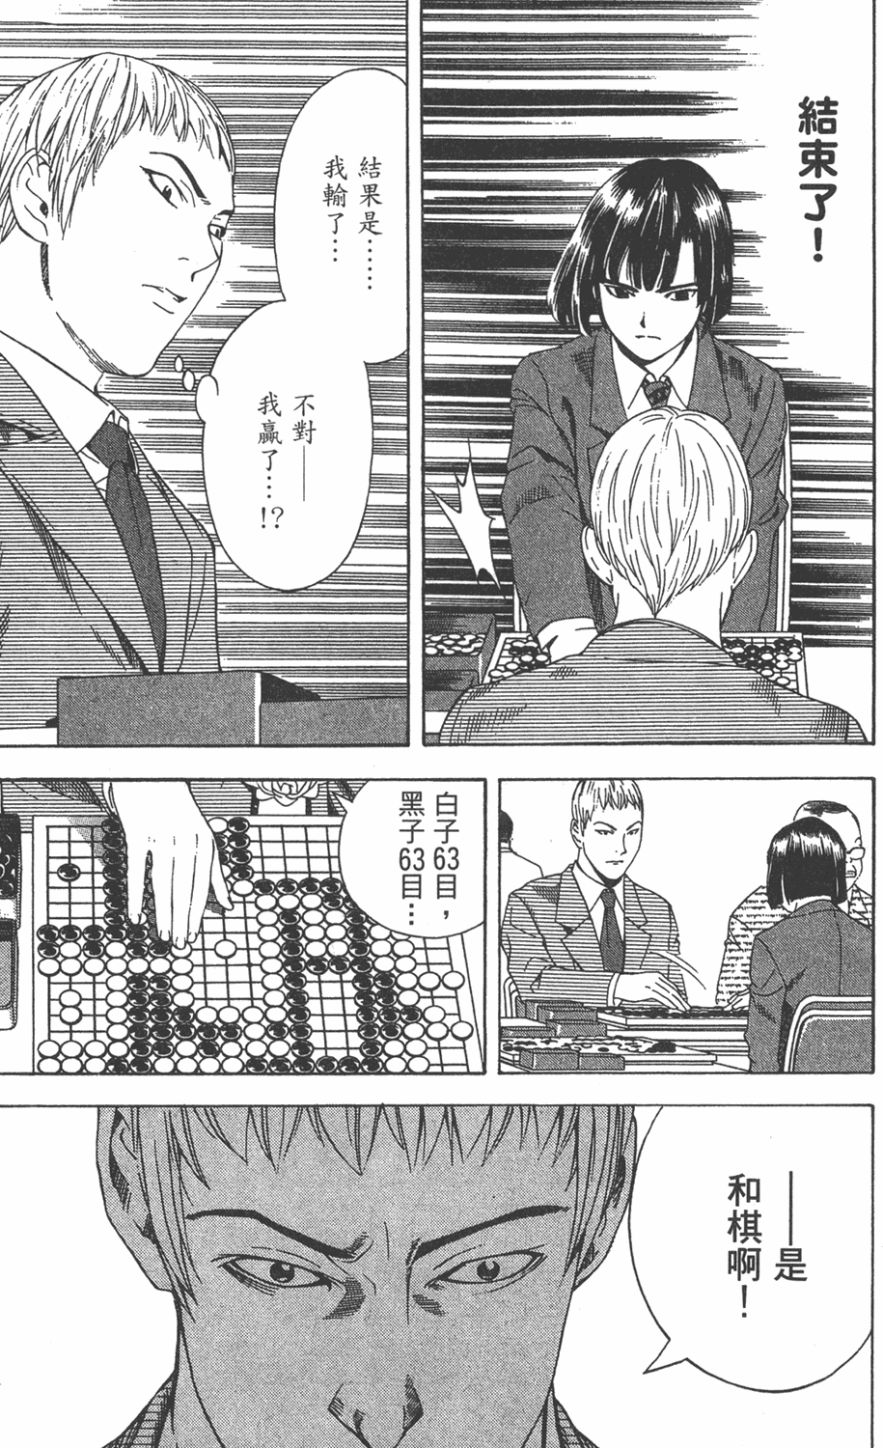 結束了！
結果是……
我輸了…
不對——
我贏了…!?
白子63目，
黑子63目…
——是
和棋啊！